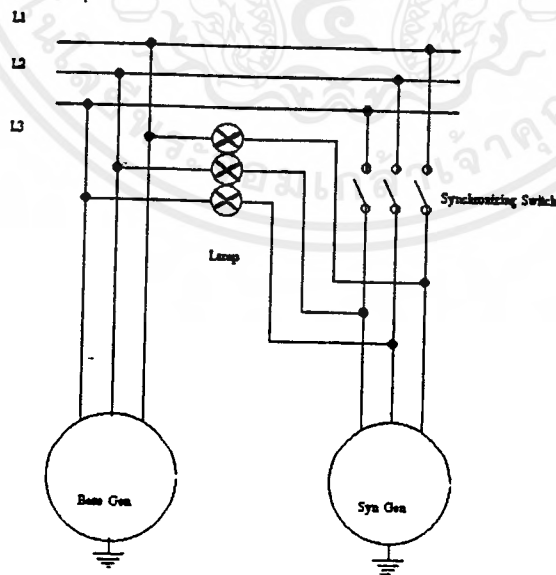 L1
L2
L3
Synchronizing Switch
Lamp
Base Gen
Syn Gen